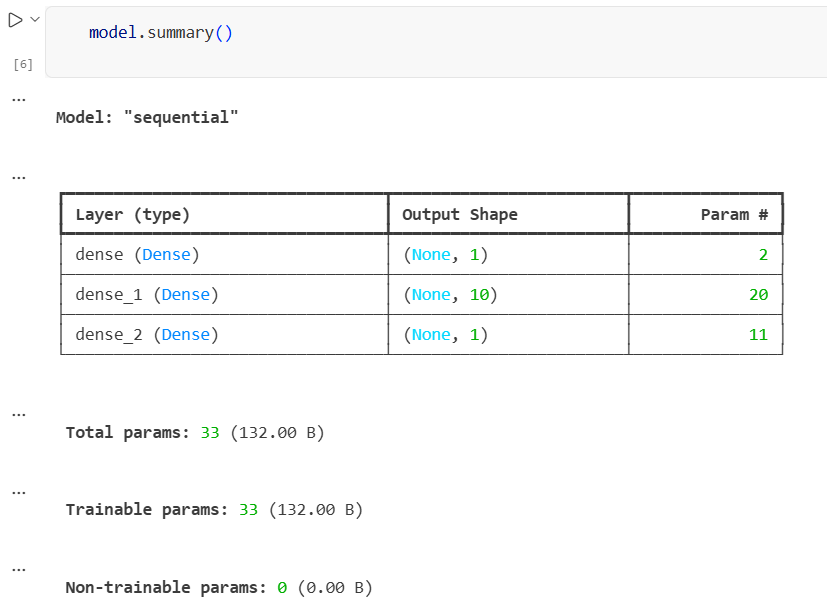 model.summary()
[6]
...
Model: "sequential"
...
Layer (type) Output Shape Param #
dense (Dense) (None, 1) 2
dense_1 (Dense) (None, 10) 20
dense_2 (Dense) (None, 1) 11
...
Total params: 33 (132.00 B)
...
Trainable params: 33 (132.00 B)
...
Non-trainable params: 0 (0.00 B)